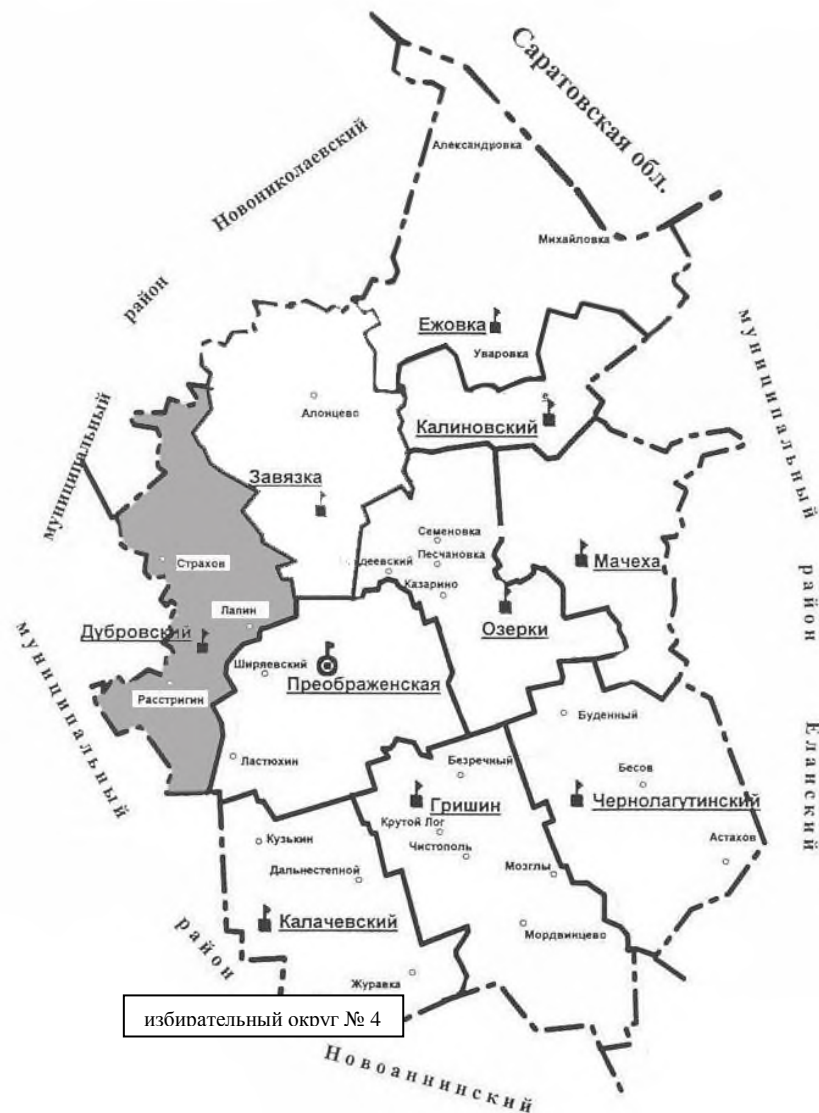 Саратовская обл.
Новониколаевский
район
муниципальный
Александровка
Михайловка
Ежовка
Уваровка
муниципальный район Еланский
Алонцево
Калиновский
Завязка
Семеновка
Песчановка
Казарино
Мачеха
Озерки
Страхов
Лапин
Дубровский
Расстригин
Ширяевский
Преображенская
Ластюхин
муниципальный
район
Новоаннинский
Буденный
Безречный
Бесов
Гришин
Чернолагутинский
Крутой Лог
Чистополь
Астахов
Кузькин
Дальнестепной
Мозглы
Калачевский
Мордвинцево
Журавка
избирательный округ № 4